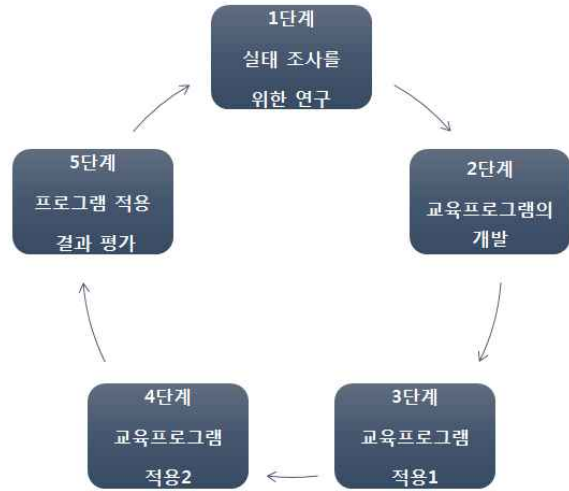 1단계
실태 조사를
위한 연구
2단계
교육프로그램의
개발
3단계
교육프로그램
적용1
4단계
교육프로그램
적용2
5단계
프로그램 적용
결과 평가